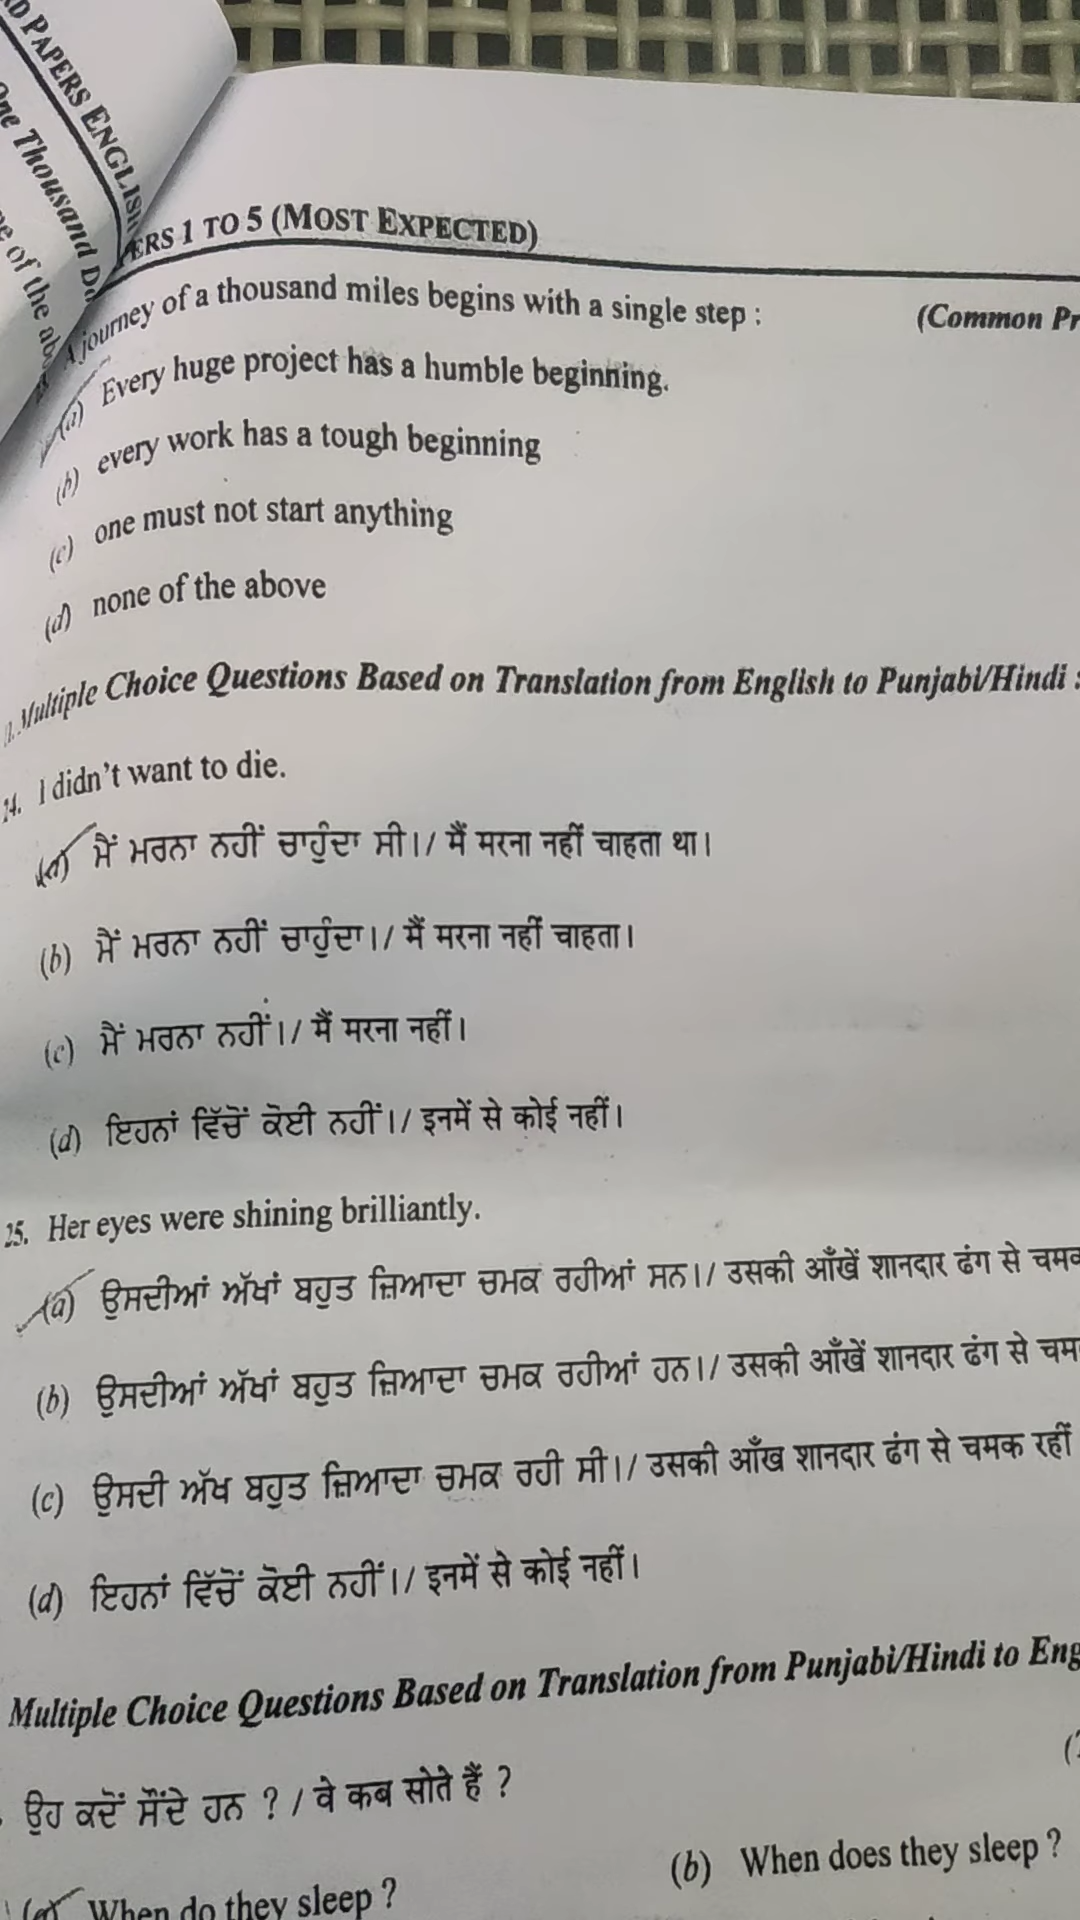 D PAPERS ENGLISH
One Thousand Do
e of the ab
ERS 1 TO 5 (MOST EXPECTED)
A journey of a thousand miles begins with a single step : (Common Pr
(a) Every huge project has a humble beginning.
(b) every work has a tough beginning
(c) one must not start anything
(d) none of the above
Multiple Choice Questions Based on Translation from English to Punjabi/Hindi :
24. I didn't want to die.
(a) ਮੈਂ ਮਰਨਾ ਨਹੀਂ ਚਾਹੁੰਦਾ ਸੀ।/ मैं मरना नहीं चाहता था।
(b) ਮੈਂ ਮਰਨਾ ਨਹੀਂ ਚਾਹੁੰਦਾ।/ मैं मरना नहीं चाहता।
(c) ਮੈਂ ਮਰਨਾ ਨਹੀਂ।/ मैं मरना नहीं।
(d) ਇਹਨਾਂ ਵਿੱਚੋਂ ਕੋਈ ਨਹੀਂ।/ इनमें से कोई नहीं।
25. Her eyes were shining brilliantly.
(a) ਉਸਦੀਆਂ ਅੱਖਾਂ ਬਹੁਤ ਜ਼ਿਆਦਾ ਚਮਕ ਰਹੀਆਂ ਸਨ।/ उसकी आँखें शानदार ढंग से चमक
(b) ਉਸਦੀਆਂ ਅੱਖਾਂ ਬਹੁਤ ਜ਼ਿਆਦਾ ਚਮਕ ਰਹੀਆਂ ਹਨ।/ उसकी आँखें शानदार ढंग से चम
(c) ਉਸਦੀ ਅੱਖ ਬਹੁਤ ਜ਼ਿਆਦਾ ਚਮਕ ਰਹੀ ਸੀ।/ उसकी आँख शानदार ढंग से चमक रहीं
(d) ਇਹਨਾਂ ਵਿੱਚੋਂ ਕੋਈ ਨਹੀਂ।/ इनमें से कोई नहीं।
Multiple Choice Questions Based on Translation from Punjabi/Hindi to Eng
ਉਹ ਕਦੋਂ ਸੌਂਦੇ ਹਨ ? / वे कब सोते हैं ?
(a) When do they sleep ? (b) When does they sleep ?